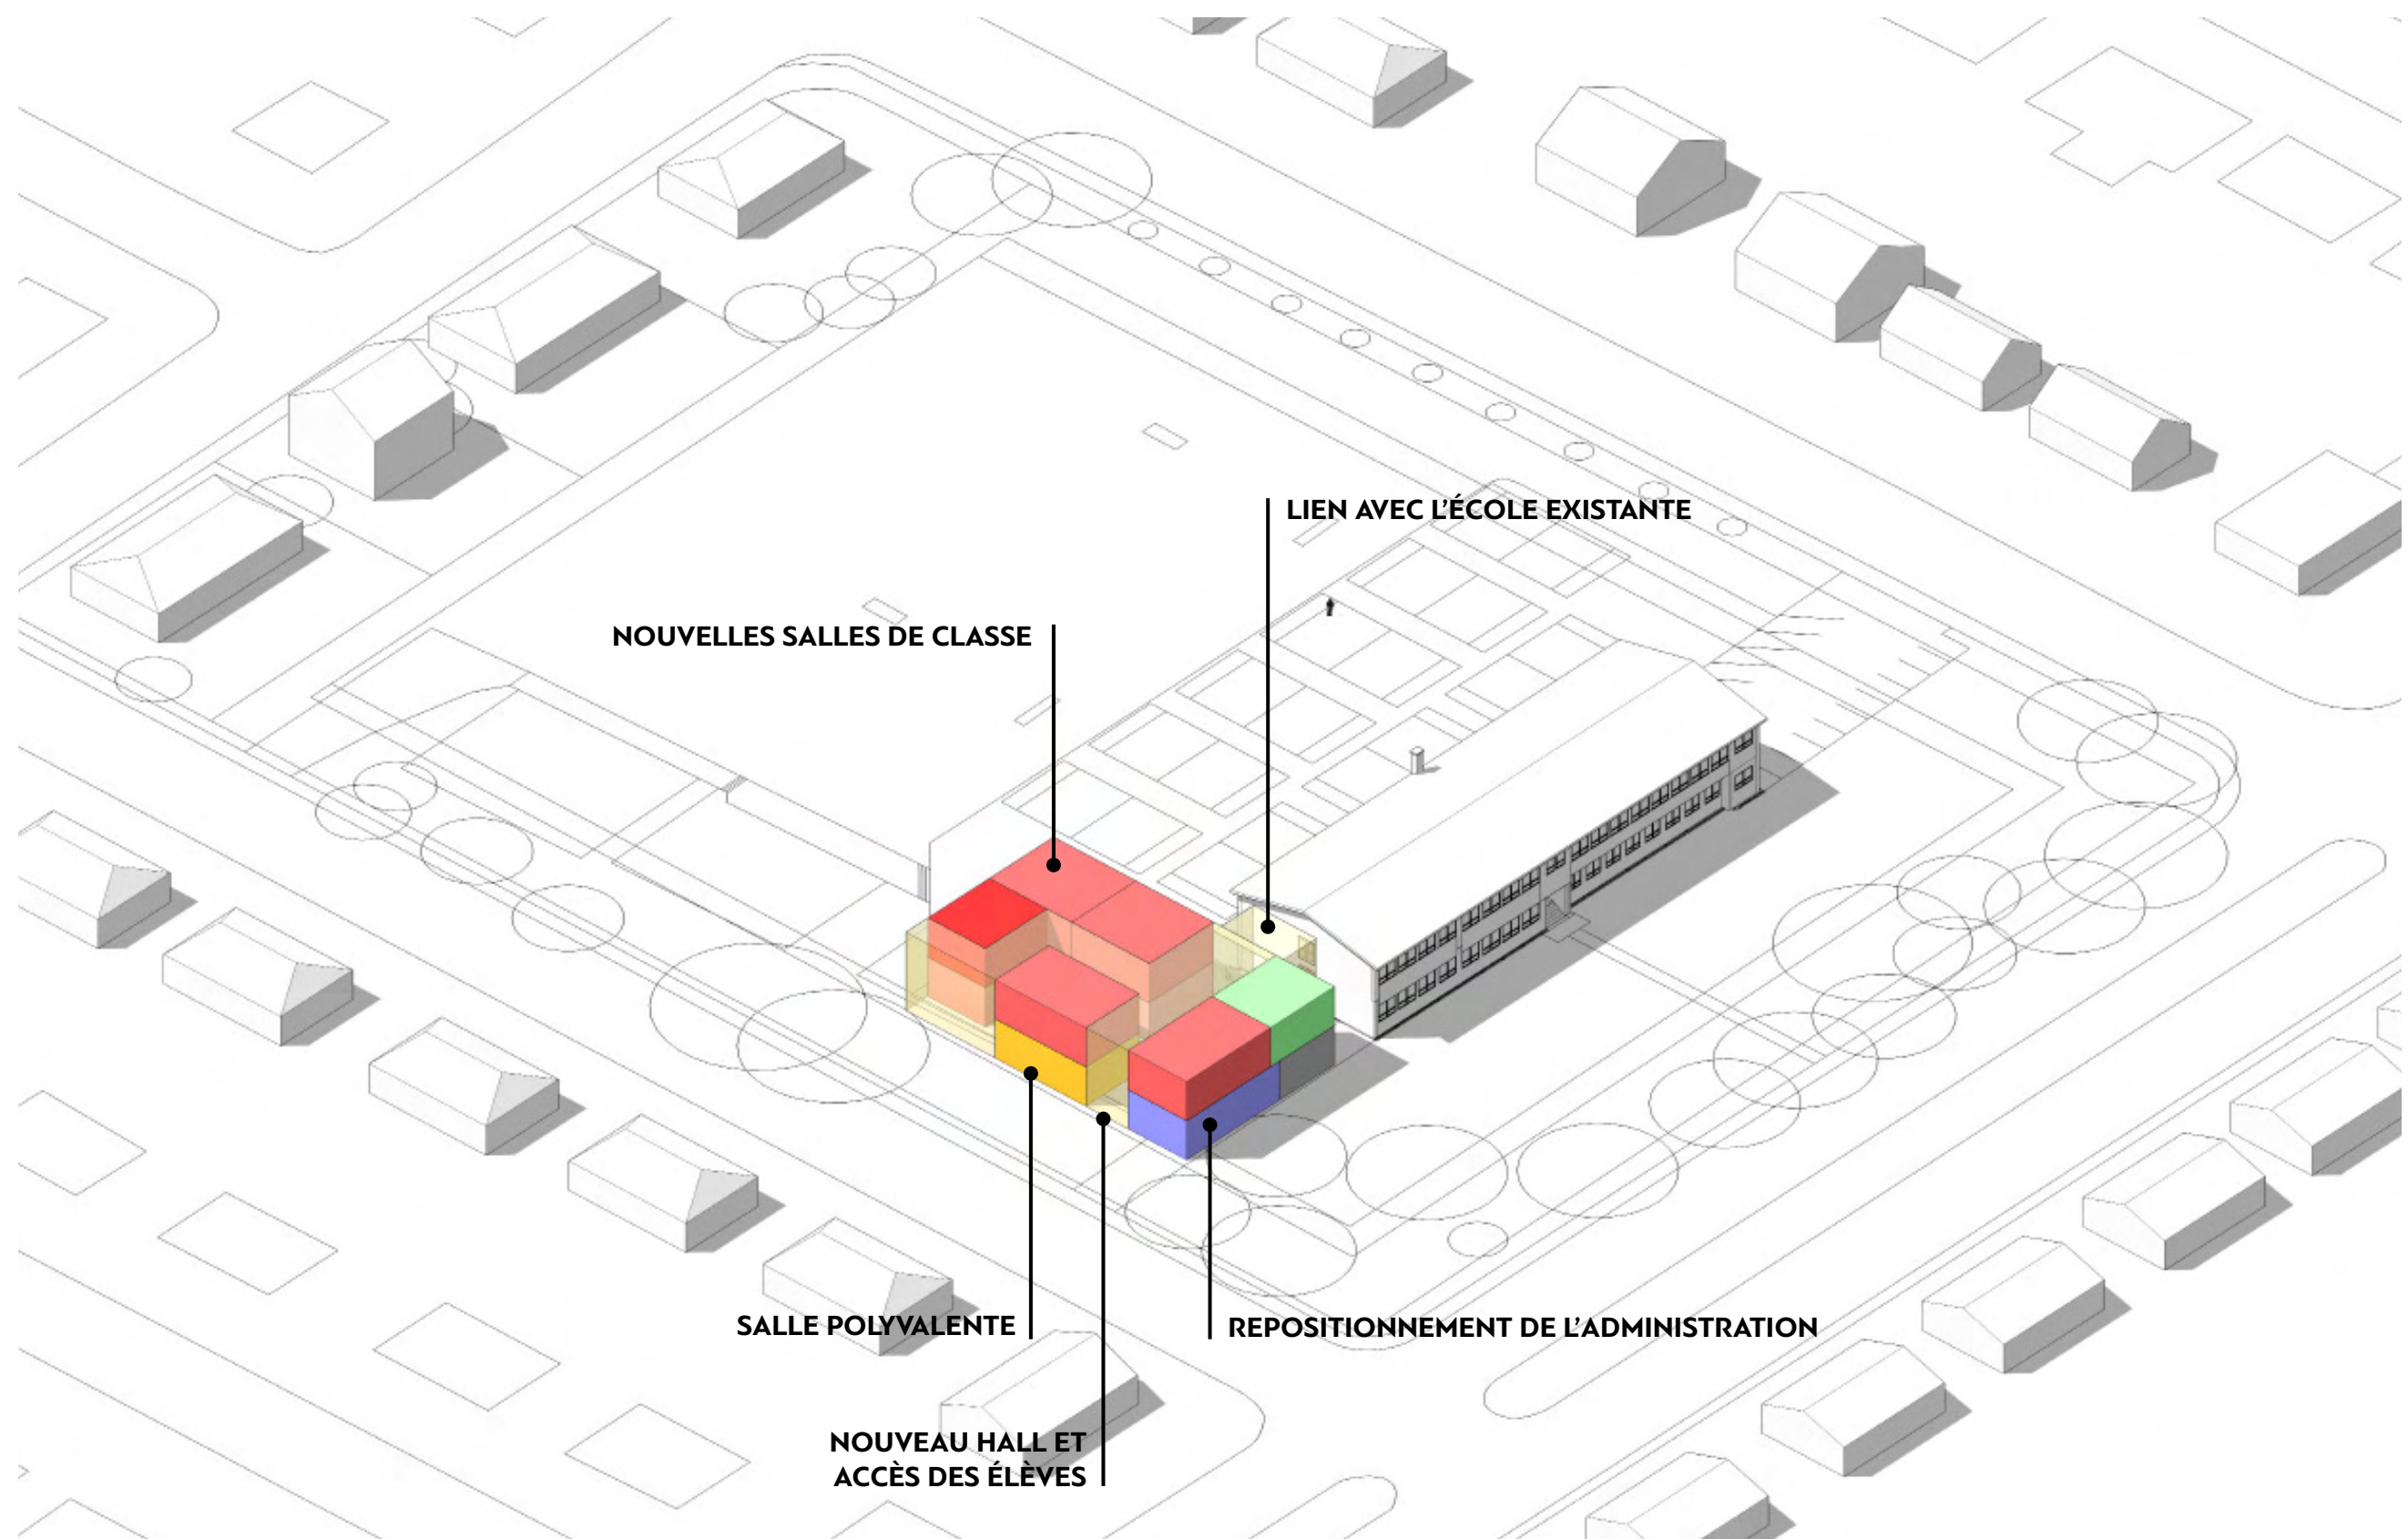 LIEN AVEC L'ÉCOLE EXISTANTE
NOUVELLES SALLES DE CLASSE
SALLE POLYVALENTE
REPOSITIONNEMENT DE L'ADMINISTRATION
NOUVEAU HALL ET
ACCÈS DES ÉLÈVES